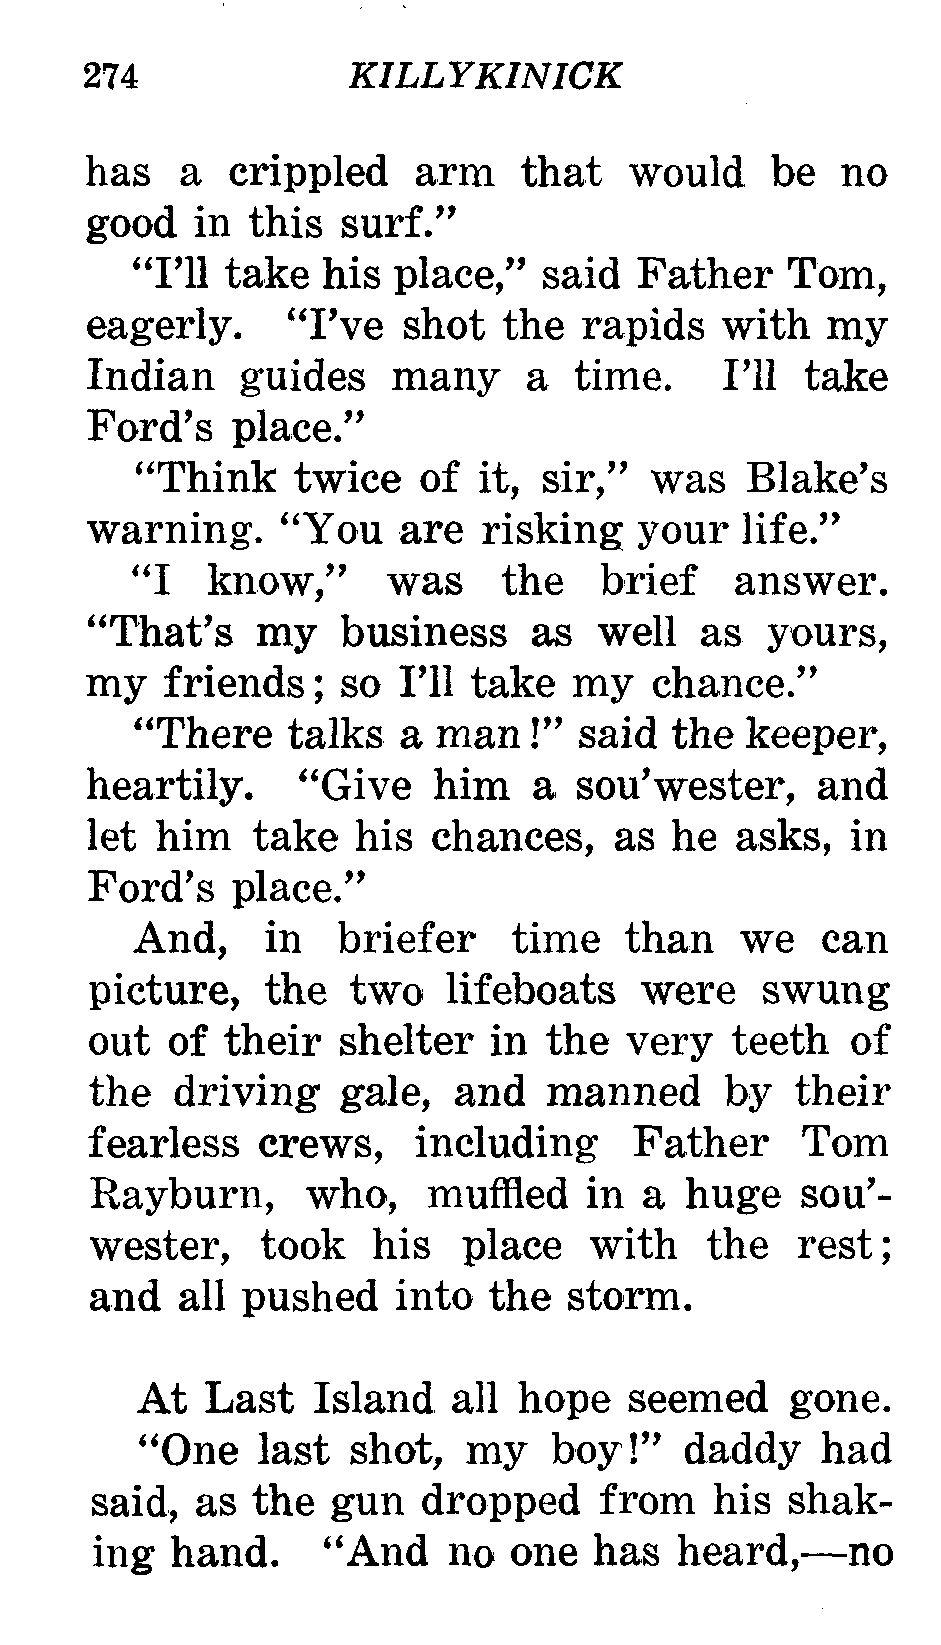 274 KILLYKINICK
has a crippled arm that would be no
good in this surf."
"I'll take his place," said Father Tom,
eagerly. "I've shot the rapids with my
Indian guides many a time. I'll take
Ford's place."
"Think twice of it, sir," was Blake's
warning. "You are risking your life."
"I know," was the brief answer.
"That's my business as well as yours,
my friends; so I'll take my chance."
"There talks a man!" said the keeper,
heartily. "Give him a sou'wester, and
let him take his chances, as he asks, in
Ford's place."
And, in briefer time than we can
picture, the two lifeboats were swung
out of their shelter in the very teeth of
the driving gale, and manned by their
fearless crews, including Father Tom
Rayburn, who, muffled in a huge sou'-
wester, took his place with the rest;
and all pushed into the storm.
At Last Island all hope seemed gone.
"One last shot, my boy!" daddy had
said, as the gun dropped from his shak-
ing hand. "And no one has heard,—no